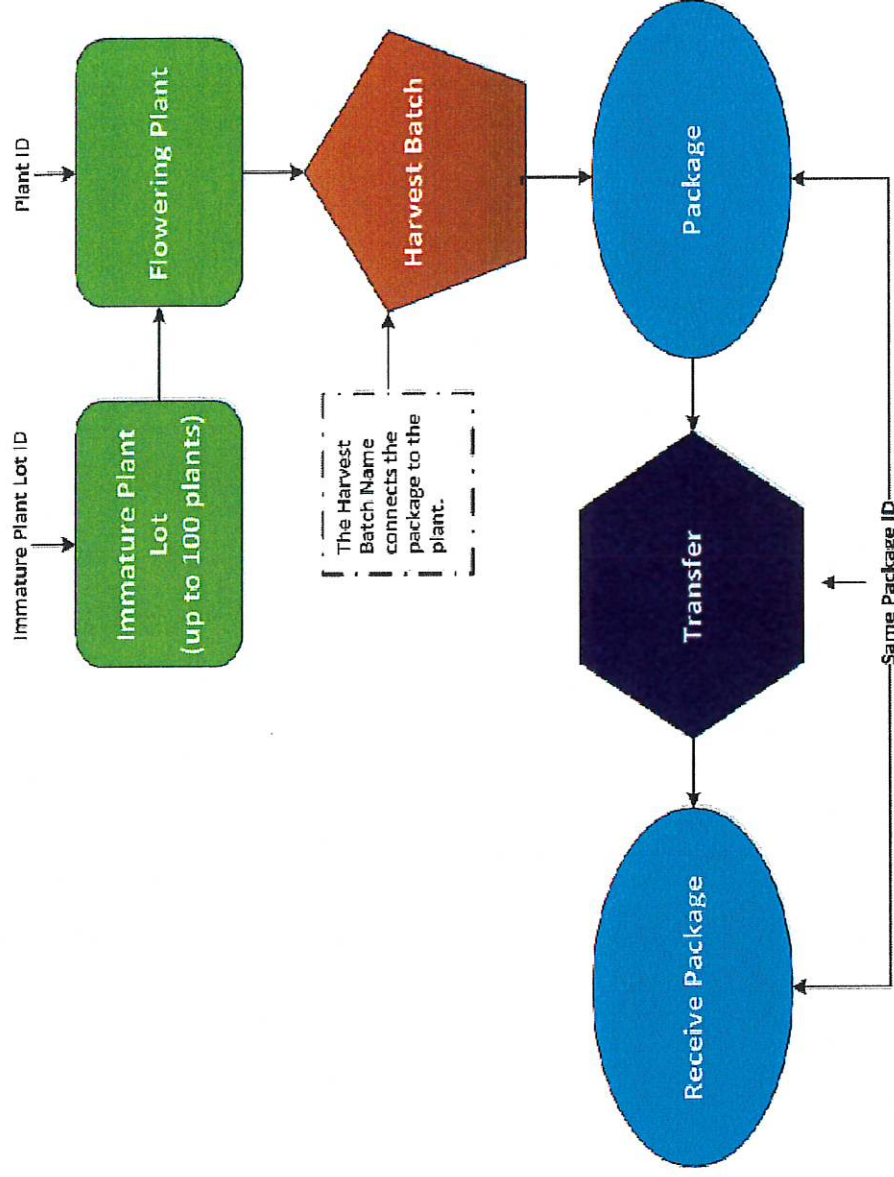 Immature Plant Lot ID
Plant ID
Immature Plant
Lot
(up to 100 plants)
Flowering Plant
The Harvest
Batch Name
connects the
package to the
plant.
Harvest Batch
Receive Package
Transfer
Package
Same Package ID